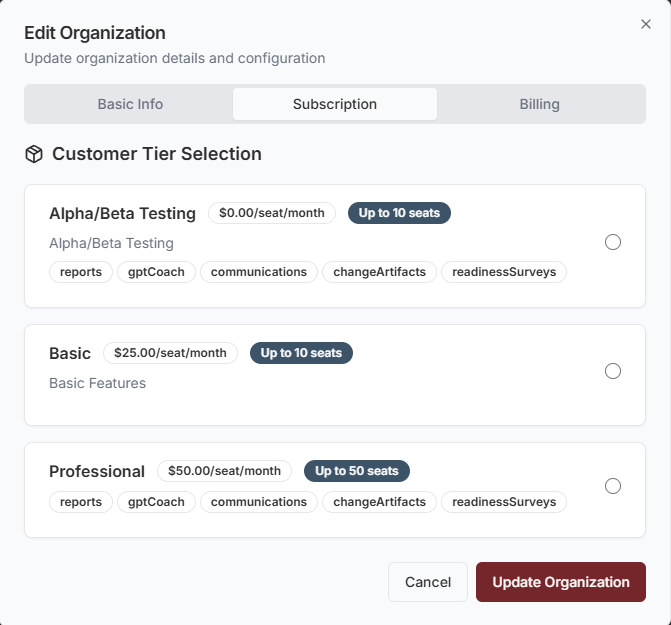 Edit Organization
Update organization details and configuration
Basic Info Subscription Billing
Customer Tier Selection
Alpha/Beta Testing $0.00/seat/month Up to 10 seats
Alpha/Beta Testing
reports gptCoach communications changeArtifacts readinessSurveys
Basic $25.00/seat/month Up to 10 seats
Basic Features
Professional $50.00/seat/month Up to 50 seats
reports gptCoach communications changeArtifacts readinessSurveys
Cancel Update Organization